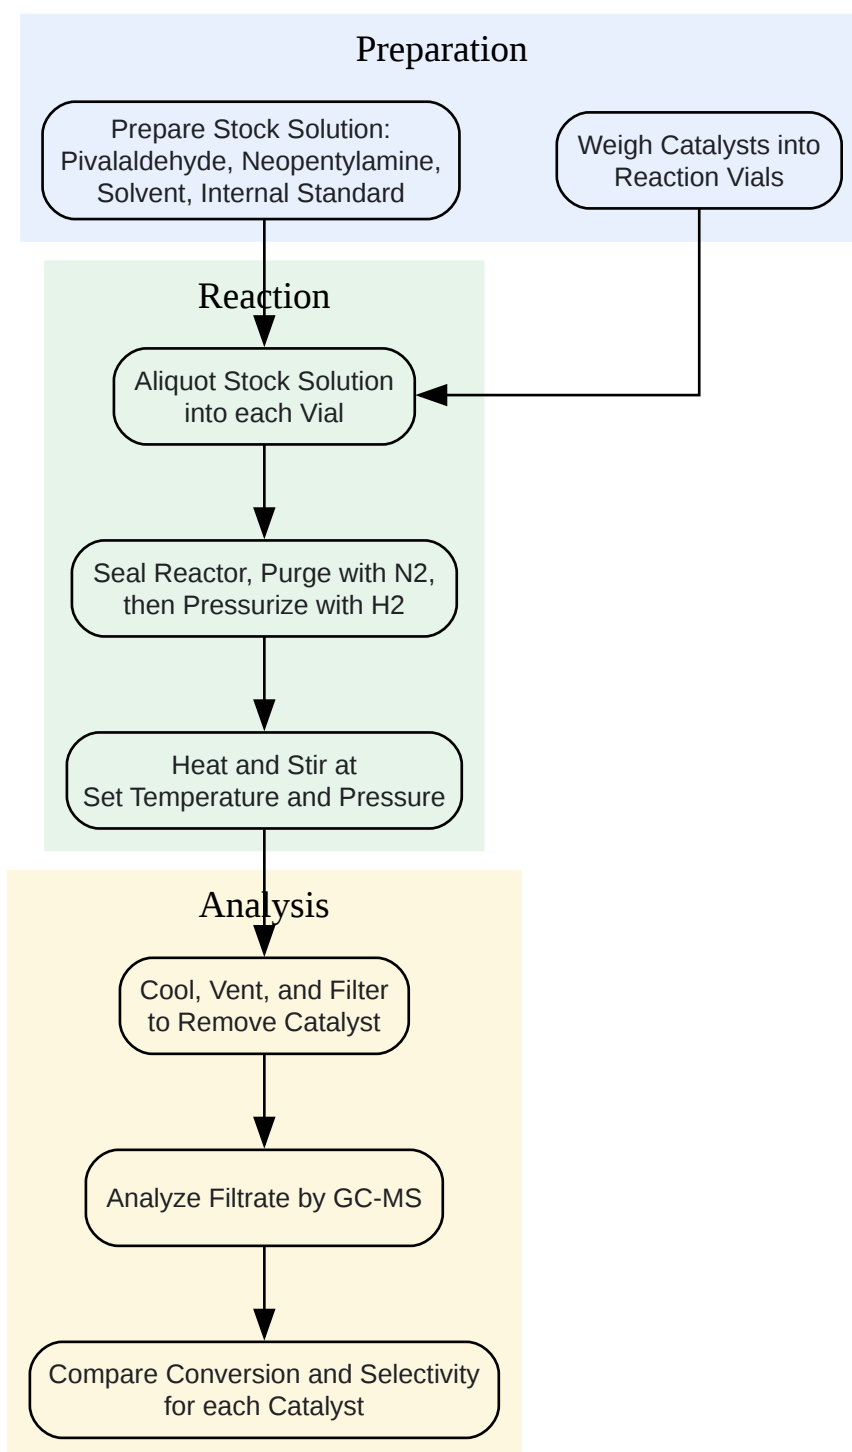 Preparation
Prepare Stock Solution:
Pivalaldehyde, Neopentylamine,
Solvent, Internal Standard
Weigh Catalysts into
Reaction Vials
Reaction
Aliquot Stock Solution
into each Vial
Seal Reactor, Purge with N2,
then Pressurize with H2
Heat and Stir at
Set Temperature and Pressure
Analysis
Cool, Vent, and Filter
to Remove Catalyst
Analyze Filtrate by GC-MS
Compare Conversion and Selectivity
for each Catalyst